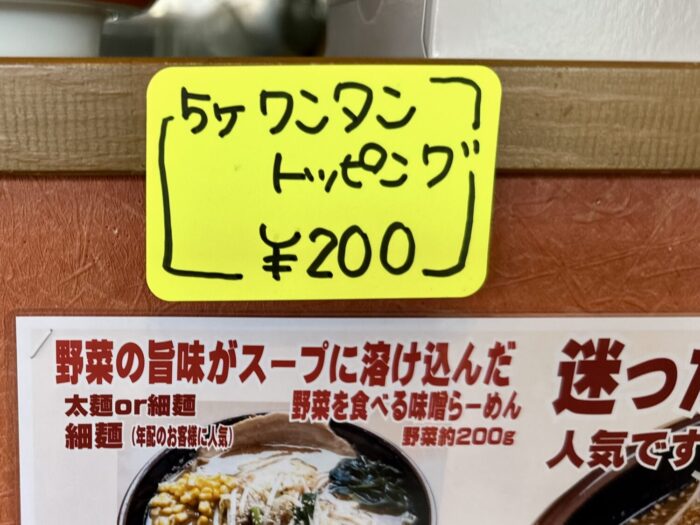 5ヶワンタン
トッピング
¥200
野菜の旨味がスープに溶け込んだ
太麺or細麺
野菜を食べる味噌らーめん
細麺（年配のお客様に人気）
野菜約200g
迷った
人気です